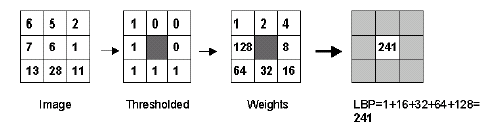 6 5 2 1 0 0 1 2 4
7 6 1 1 0 128 8 241
13 28 11 1 1 1 64 32 16
Image Thresholded Weights LBP=1+16+32+64+128=
241